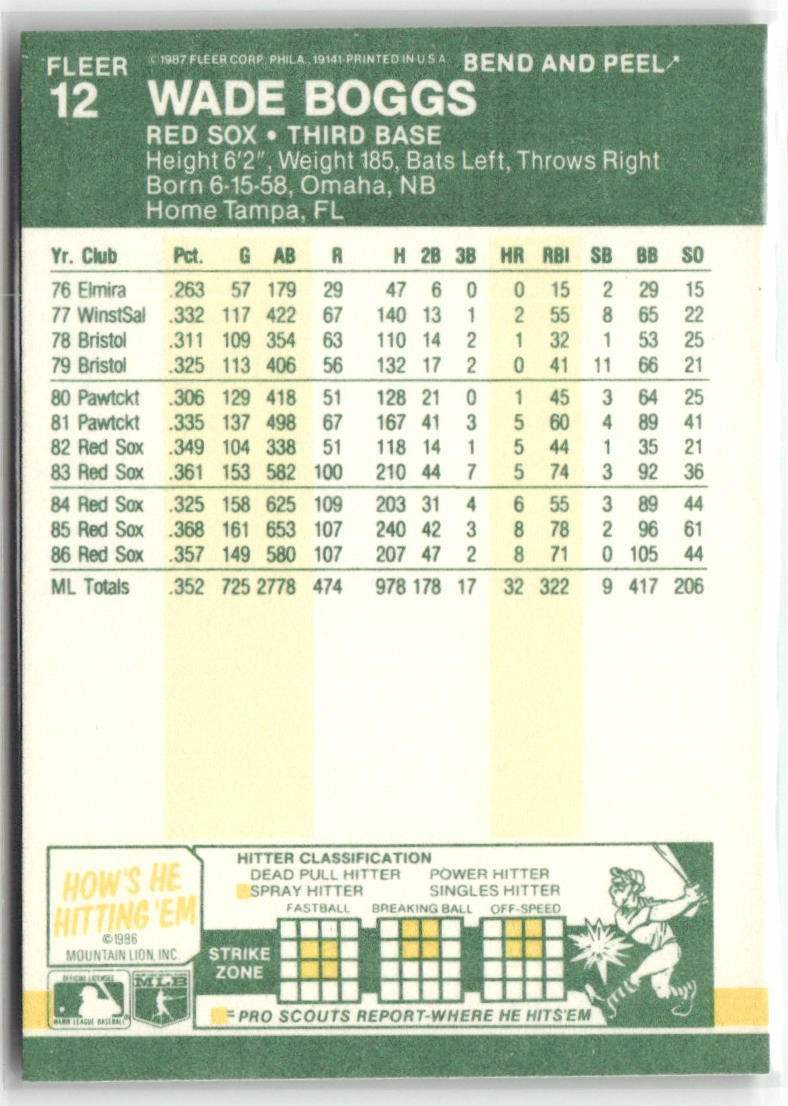 FLEER ©1987 FLEER CORP. PHILA., 19141-PRINTED IN U.S.A. BEND AND PEEL
12 WADE BOGGS
RED SOX • THIRD BASE
Height 6'2", Weight 185, Bats Left, Throws Right
Born 6-15-58, Omaha, NB
Home Tampa, FL
Yr. Club Pct. G AB R H 2B 3B HR RBI SB BB SO
76 Elmira .263 57 179 29 47 6 0 0 15 2 29 15
77 WinstSal .332 117 422 67 140 13 1 2 55 8 65 22
78 Bristol .311 109 354 63 110 14 2 1 32 1 53 25
79 Bristol .325 113 406 56 132 17 2 0 41 11 66 21
80 Pawtckt .306 129 418 51 128 21 0 1 45 3 64 25
81 Pawtckt .335 137 498 67 167 41 3 5 60 4 89 41
82 Red Sox .349 104 338 51 118 14 1 5 44 1 35 21
83 Red Sox .361 153 582 100 210 44 7 5 74 3 92 36
84 Red Sox .325 158 625 109 203 31 4 6 55 3 89 44
85 Red Sox .368 161 653 107 240 42 3 8 78 2 96 61
86 Red Sox .357 149 580 107 207 47 2 8 71 0 105 44
ML Totals .352 725 2778 474 978 178 17 32 322 9 417 206
HOW'S HE
HITTING 'EM
©1986
MOUNTAIN LION, INC.
HITTER CLASSIFICATION
DEAD PULL HITTER POWER HITTER
SPRAY HITTER SINGLES HITTER
FASTBALL BREAKING BALL OFF-SPEED
STRIKE
ZONE
= PRO SCOUTS REPORT-WHERE HE HITS'EM
OFFICIAL LICENSEE
MAJOR LEAGUE BASEBALL
MLB